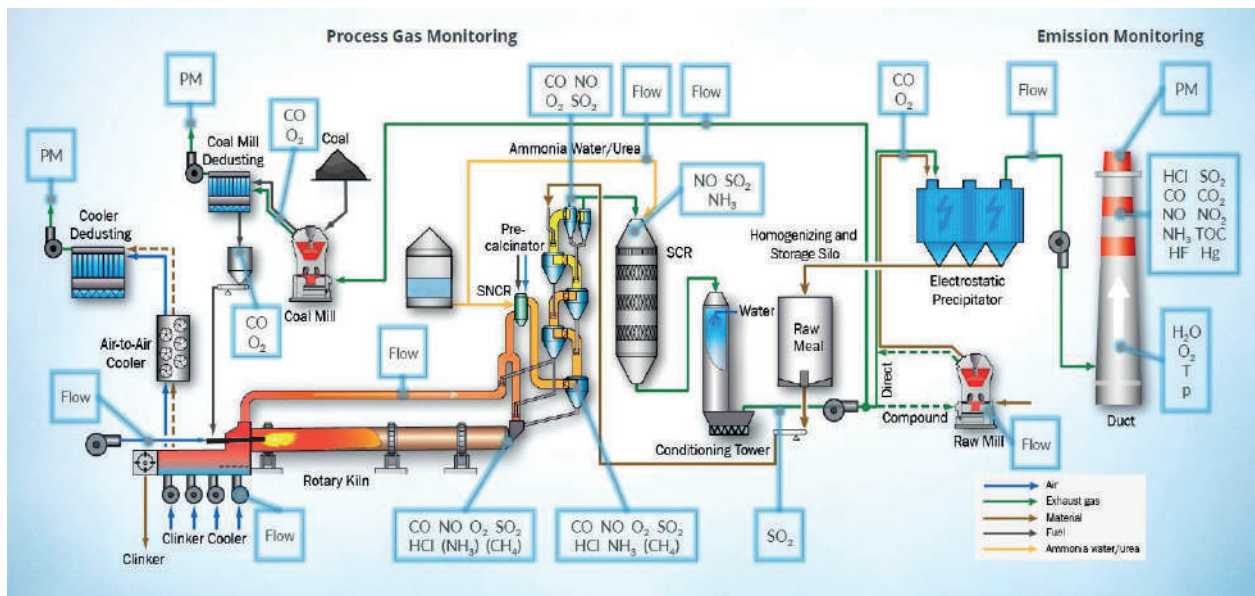 Process Gas Monitoring
Emission Monitoring
PM
CO NO
O₂ SO₂
Flow
Flow
CO
O₂
Flow
PM
CO
O₂
Coal
Coal Mill
Dedusting
Ammonia Water/Urea
PM
NO SO₂
NH₃
HCl SO₂
CO CO₂
NO NO₂
NH₃ TOC
HF Hg
Cooler
Dedusting
Pre-
calcinator
SCR
Homogenizing and
Storage Silo
Electrostatic
Precipitator
SNCR
Coal Mill
CO
O₂
Water
Raw
Meal
Air-to-Air
Cooler
Flow
Direct
H₂O
O₂
T
p
Flow
Compound
Raw Mill
Flow
Duct
Conditioning Tower
Rotary Kiln
Clinker Cooler
Clinker
Flow
CO NO O₂ SO₂
HCl (NH₃) (CH₄)
CO NO O₂ SO₂
HCl NH₃ (CH₄)
SO₂
Air
Exhaust gas
Material
Fuel
Ammonia water/urea